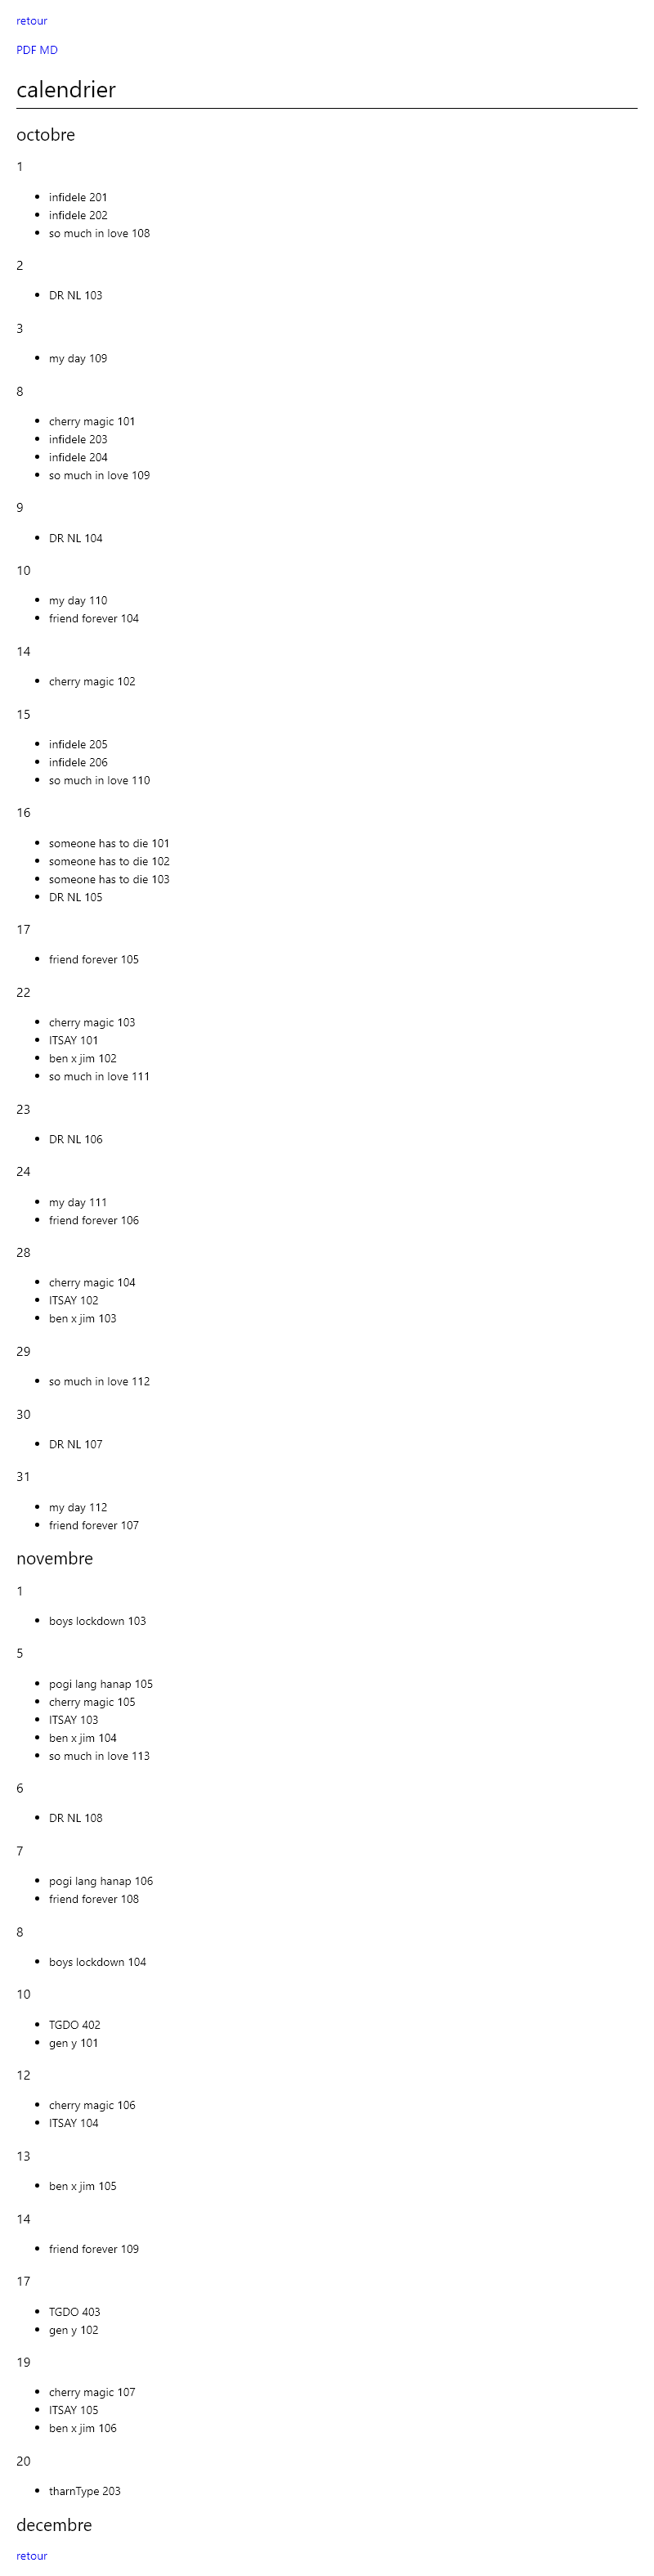 retour
PDF MD
calendrier
octobre
1
infidele 201
infidele 202
so much in love 108
2
DR NL 103
3
my day 109
8
cherry magic 101
infidele 203
infidele 204
so much in love 109
9
DR NL 104
10
my day 110
friend forever 104
14
cherry magic 102
15
infidele 205
infidele 206
so much in love 110
16
someone has to die 101
someone has to die 102
someone has to die 103
DR NL 105
17
friend forever 105
22
cherry magic 103
ITSAY 101
ben x jim 102
so much in love 111
23
DR NL 106
24
my day 111
friend forever 106
28
cherry magic 104
ITSAY 102
ben x jim 103
29
so much in love 112
30
DR NL 107
31
my day 112
friend forever 107
novembre
1
boys lockdown 103
5
pogi lang hanap 105
cherry magic 105
ITSAY 103
ben x jim 104
so much in love 113
6
DR NL 108
7
pogi lang hanap 106
friend forever 108
8
boys lockdown 104
10
TGDO 402
gen y 101
12
cherry magic 106
ITSAY 104
13
ben x jim 105
14
friend forever 109
17
TGDO 403
gen y 102
19
cherry magic 107
ITSAY 105
ben x jim 106
20
tharnType 203
decembre
retour